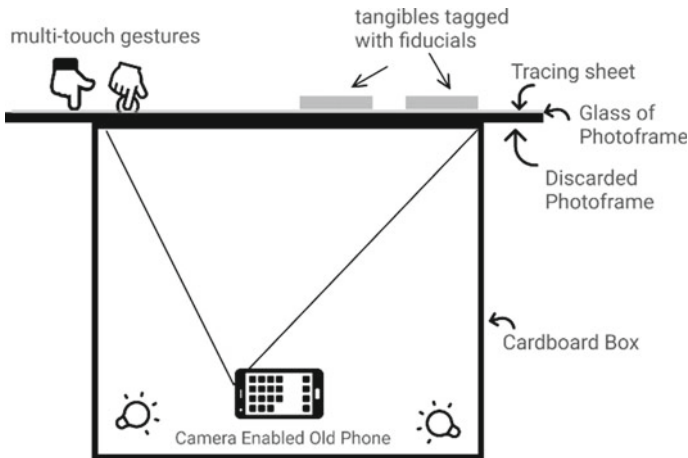 multi-touch gestures
tangibles tagged
with fiducials
Tracing sheet
Glass of
Photoframe
Discarded
Photoframe
Cardboard Box
Camera Enabled Old Phone